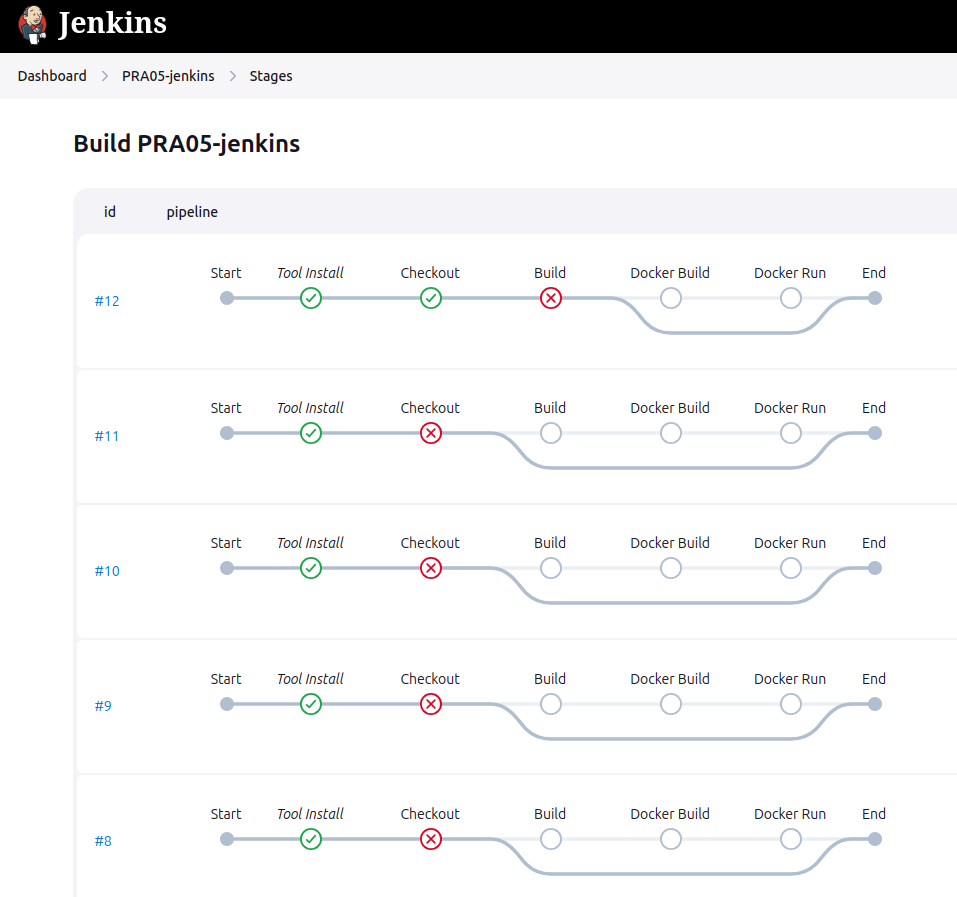 Jenkins
Dashboard PRA05-jenkins Stages
Build PRA05-jenkins
id pipeline
Start Tool Install Checkout Build Docker Build Docker Run End
#12
Start Tool Install Checkout Build Docker Build Docker Run End
#11
Start Tool Install Checkout Build Docker Build Docker Run End
#10
Start Tool Install Checkout Build Docker Build Docker Run End
#9
Start Tool Install Checkout Build Docker Build Docker Run End
#8